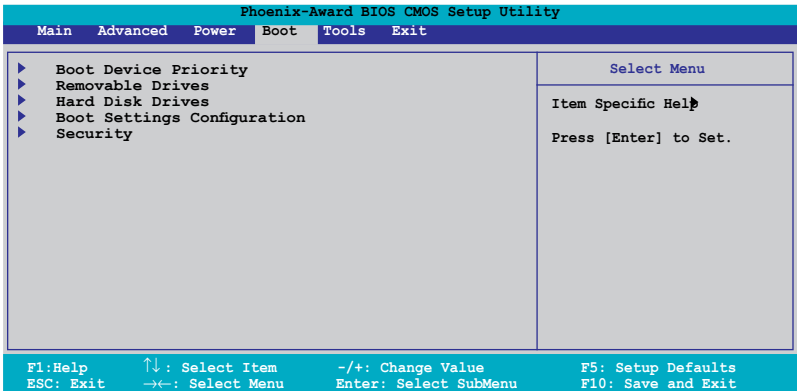 Phoenix-Award BIOS CMOS Setup Utility
Main Advanced Power Boot Tools Exit
Boot Device Priority
Removable Drives
Hard Disk Drives
Boot Settings Configuration
Security
Select Menu
Item Specific Help
Press [Enter] to Set.
F1:Help ↑↓ : Select Item -/+: Change Value F5: Setup Defaults
ESC: Exit →←: Select Menu Enter: Select SubMenu F10: Save and Exit